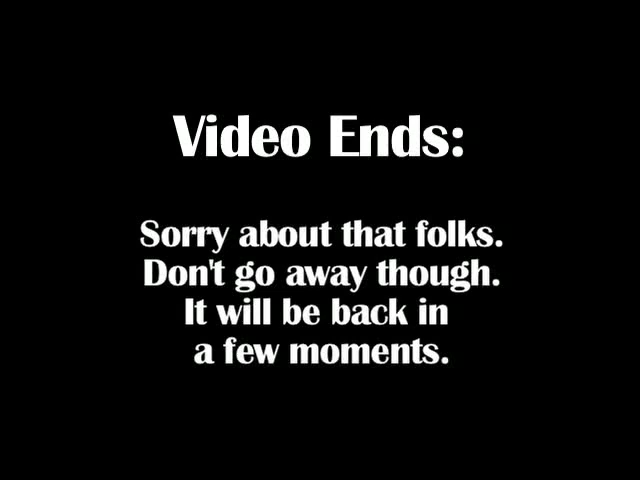 Video Ends:
Sorry about that folks.
Don't go away though.
It will be back in
a few moments.